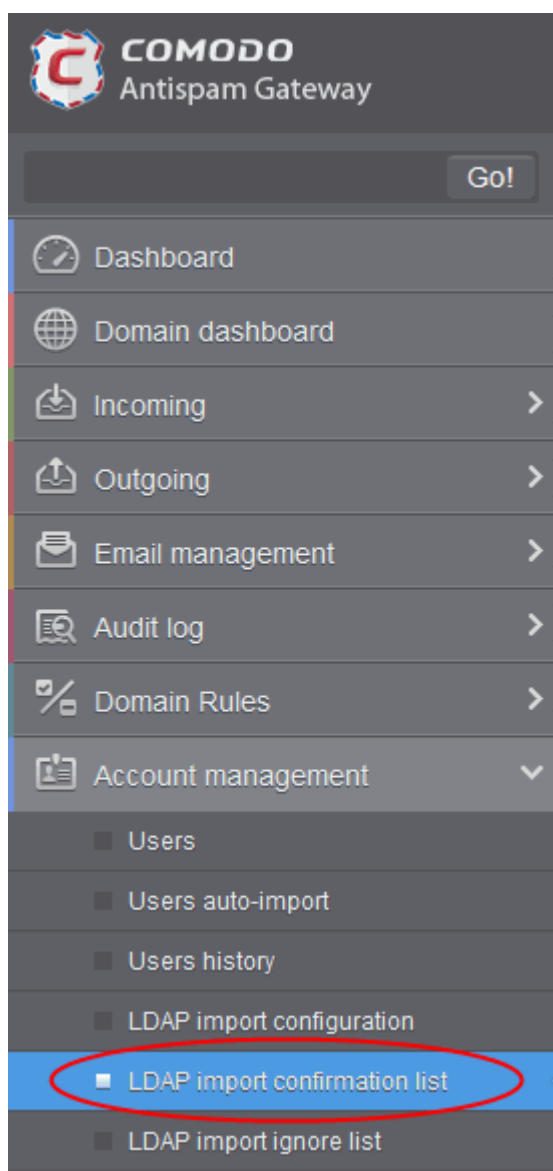 COMODO
Antispam Gateway
Go!
Dashboard
Domain dashboard
Incoming
Outgoing
Email management
Audit log
Domain Rules
Account management
Users
Users auto-import
Users history
LDAP import configuration
LDAP import confirmation list
LDAP import ignore list